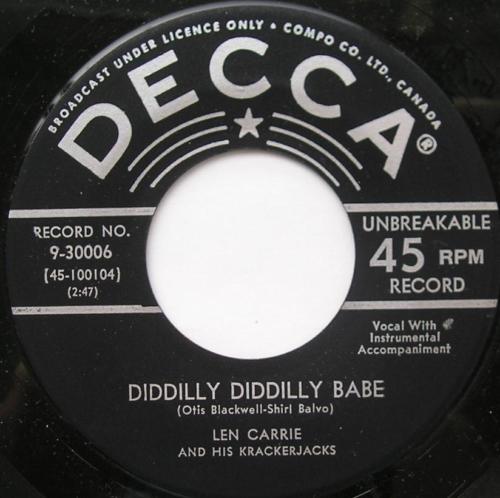 BROADCAST UNDER LICENCE ONLY • COMPO CO. LTD., CANADA
DECCA®
RECORD NO.
9-30006
(45-100104)
(2:47)
UNBREAKABLE
45 RPM
RECORD
Vocal With
Instrumental
Accompaniment
DIDDILLY DIDDILLY BABE
(Otis Blackwell-Shirl Balvo)
LEN CARRIE
AND HIS KRACKERJACKS